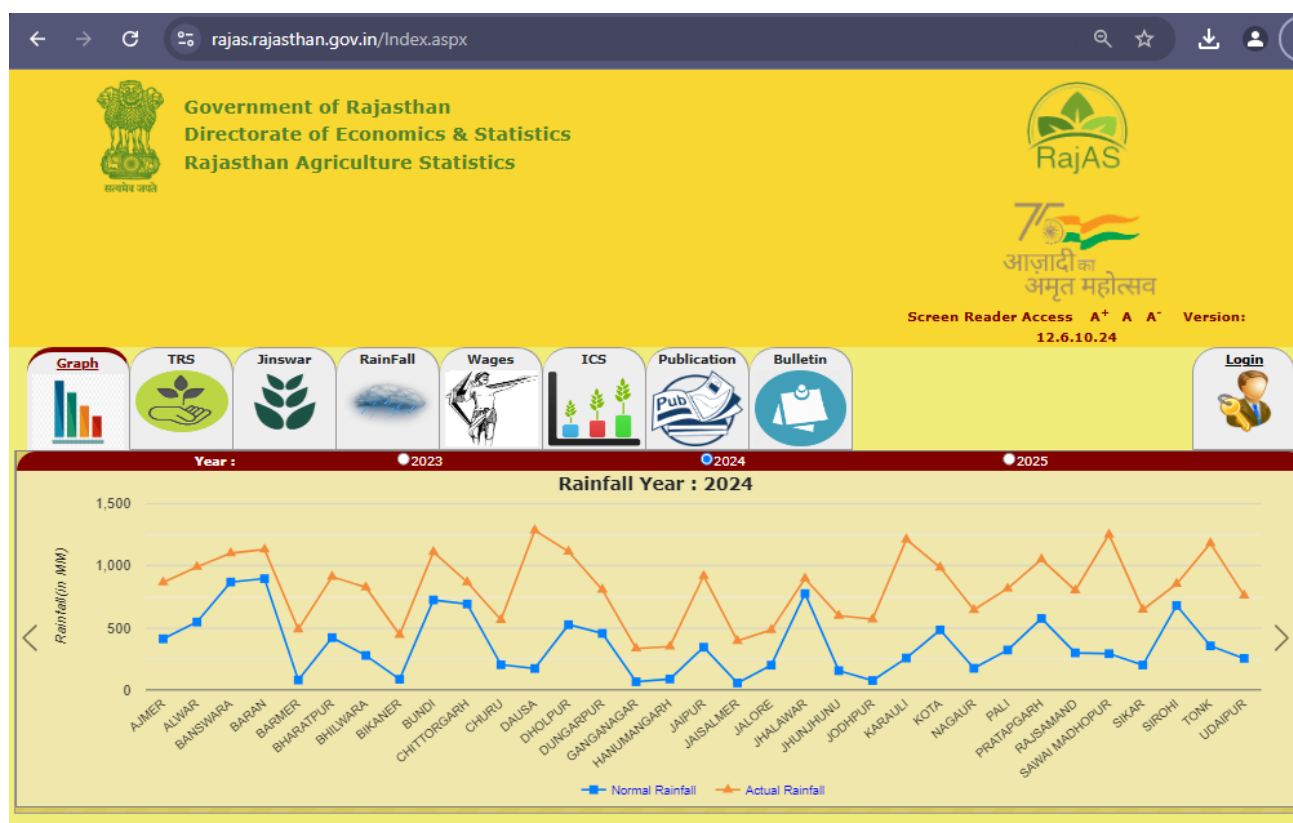 rajas.rajasthan.gov.in/Index.aspx
Government of Rajasthan
Directorate of Economics & Statistics
Rajasthan Agriculture Statistics
सत्यमेव जयते
RajAS
75
आज़ादी का
अमृत महोत्सव
Screen Reader Access A+ A A- Version:
12.6.10.24
Graph TRS Jinswar RainFall Wages ICS Publication Bulletin Login
Pub
Year : 2023 2024 2025
Rainfall Year : 2024
Rainfall(in MM)
1,500
1,000
500
0
AJMER ALWAR BANSWARA BARAN BARMER BHARATPUR BHILWARA BIKANER BUNDI CHITTORGARH CHURU DAUSA DHOLPUR DUNGARPUR GANGANAGAR HANUMANGARH JAIPUR JAISALMER JALORE JHALAWAR JHUNJHUNU JODHPUR KARAULI KOTA NAGAUR PALI PRATAPGARH RAJSAMAND SAWAI MADHOPUR SIKAR SIROHI TONK UDAIPUR
Normal Rainfall Actual Rainfall